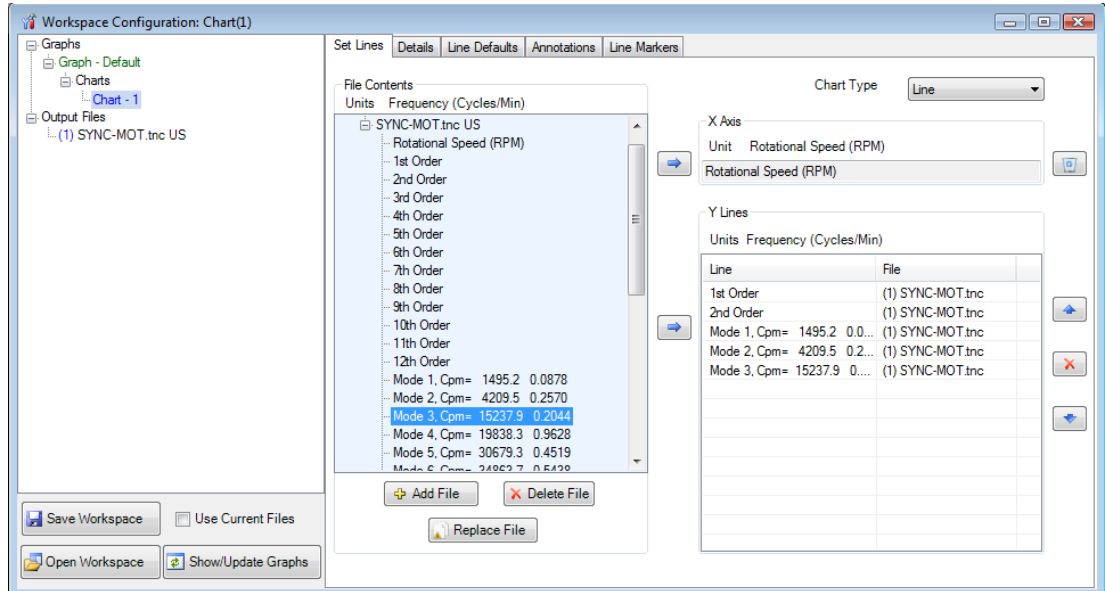 Workspace Configuration: Chart(1)
Graphs
Graph - Default
Charts
Chart - 1
Output Files
(1) SYNC-MOT.tnc US
Save Workspace
Use Current Files
Open Workspace
Show/Update Graphs
Set Lines
Details
Line Defaults
Annotations
Line Markers
File Contents
Units Frequency (Cycles/Min)
SYNC-MOT.tnc US
Rotational Speed (RPM)
1st Order
2nd Order
3rd Order
4th Order
5th Order
6th Order
7th Order
8th Order
9th Order
10th Order
11th Order
12th Order
Mode 1, Cpm= 1495.2 0.0878
Mode 2, Cpm= 4209.5 0.2570
Mode 3, Cpm= 15237.9 0.2044
Mode 4, Cpm= 19838.3 0.9628
Mode 5, Cpm= 30679.3 0.4519
Mode 6, Cpm= 34863.7 0.5438
Add File
Delete File
Replace File
Chart Type
Line
X Axis
Unit Rotational Speed (RPM)
Rotational Speed (RPM)
Y Lines
Units Frequency (Cycles/Min)
Line File
1st Order (1) SYNC-MOT.tnc
2nd Order (1) SYNC-MOT.tnc
Mode 1, Cpm= 1495.2 0.0... (1) SYNC-MOT.tnc
Mode 2, Cpm= 4209.5 0.2... (1) SYNC-MOT.tnc
Mode 3, Cpm= 15237.9 0.... (1) SYNC-MOT.tnc